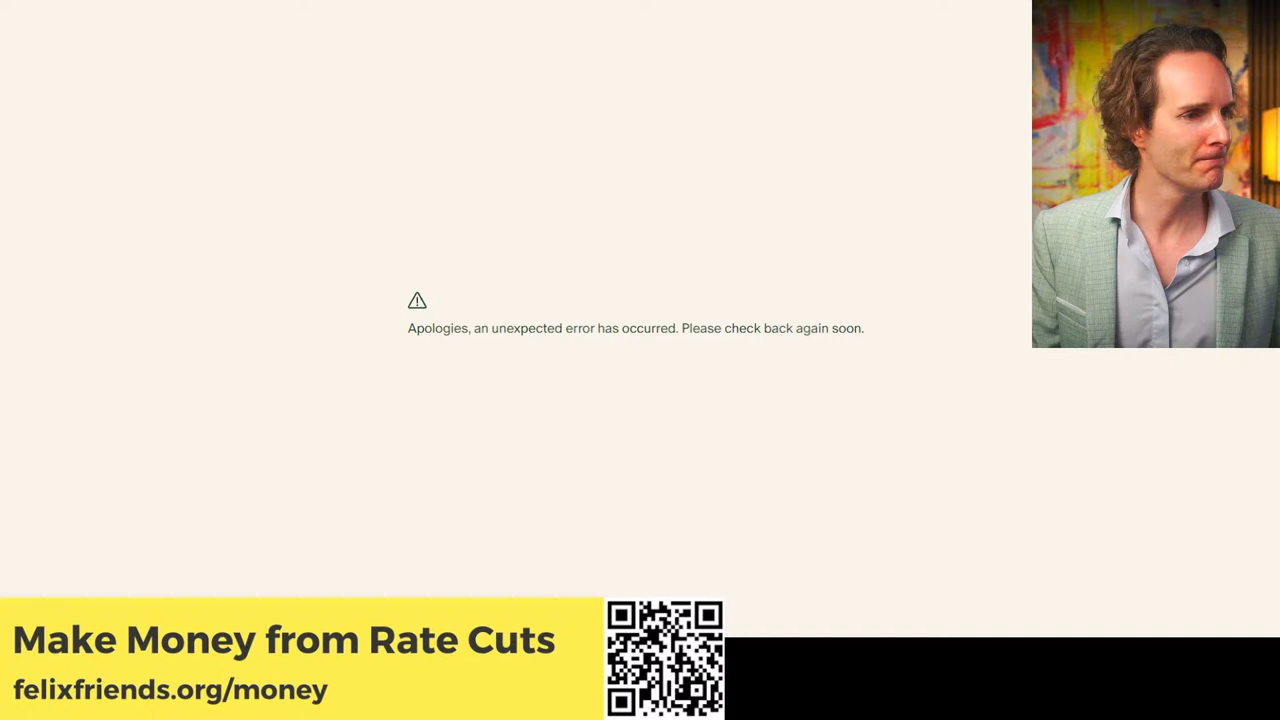 Apologies, an unexpected error has occurred. Please check back again soon.
Make Money from Rate Cuts
felixfriends.org/money